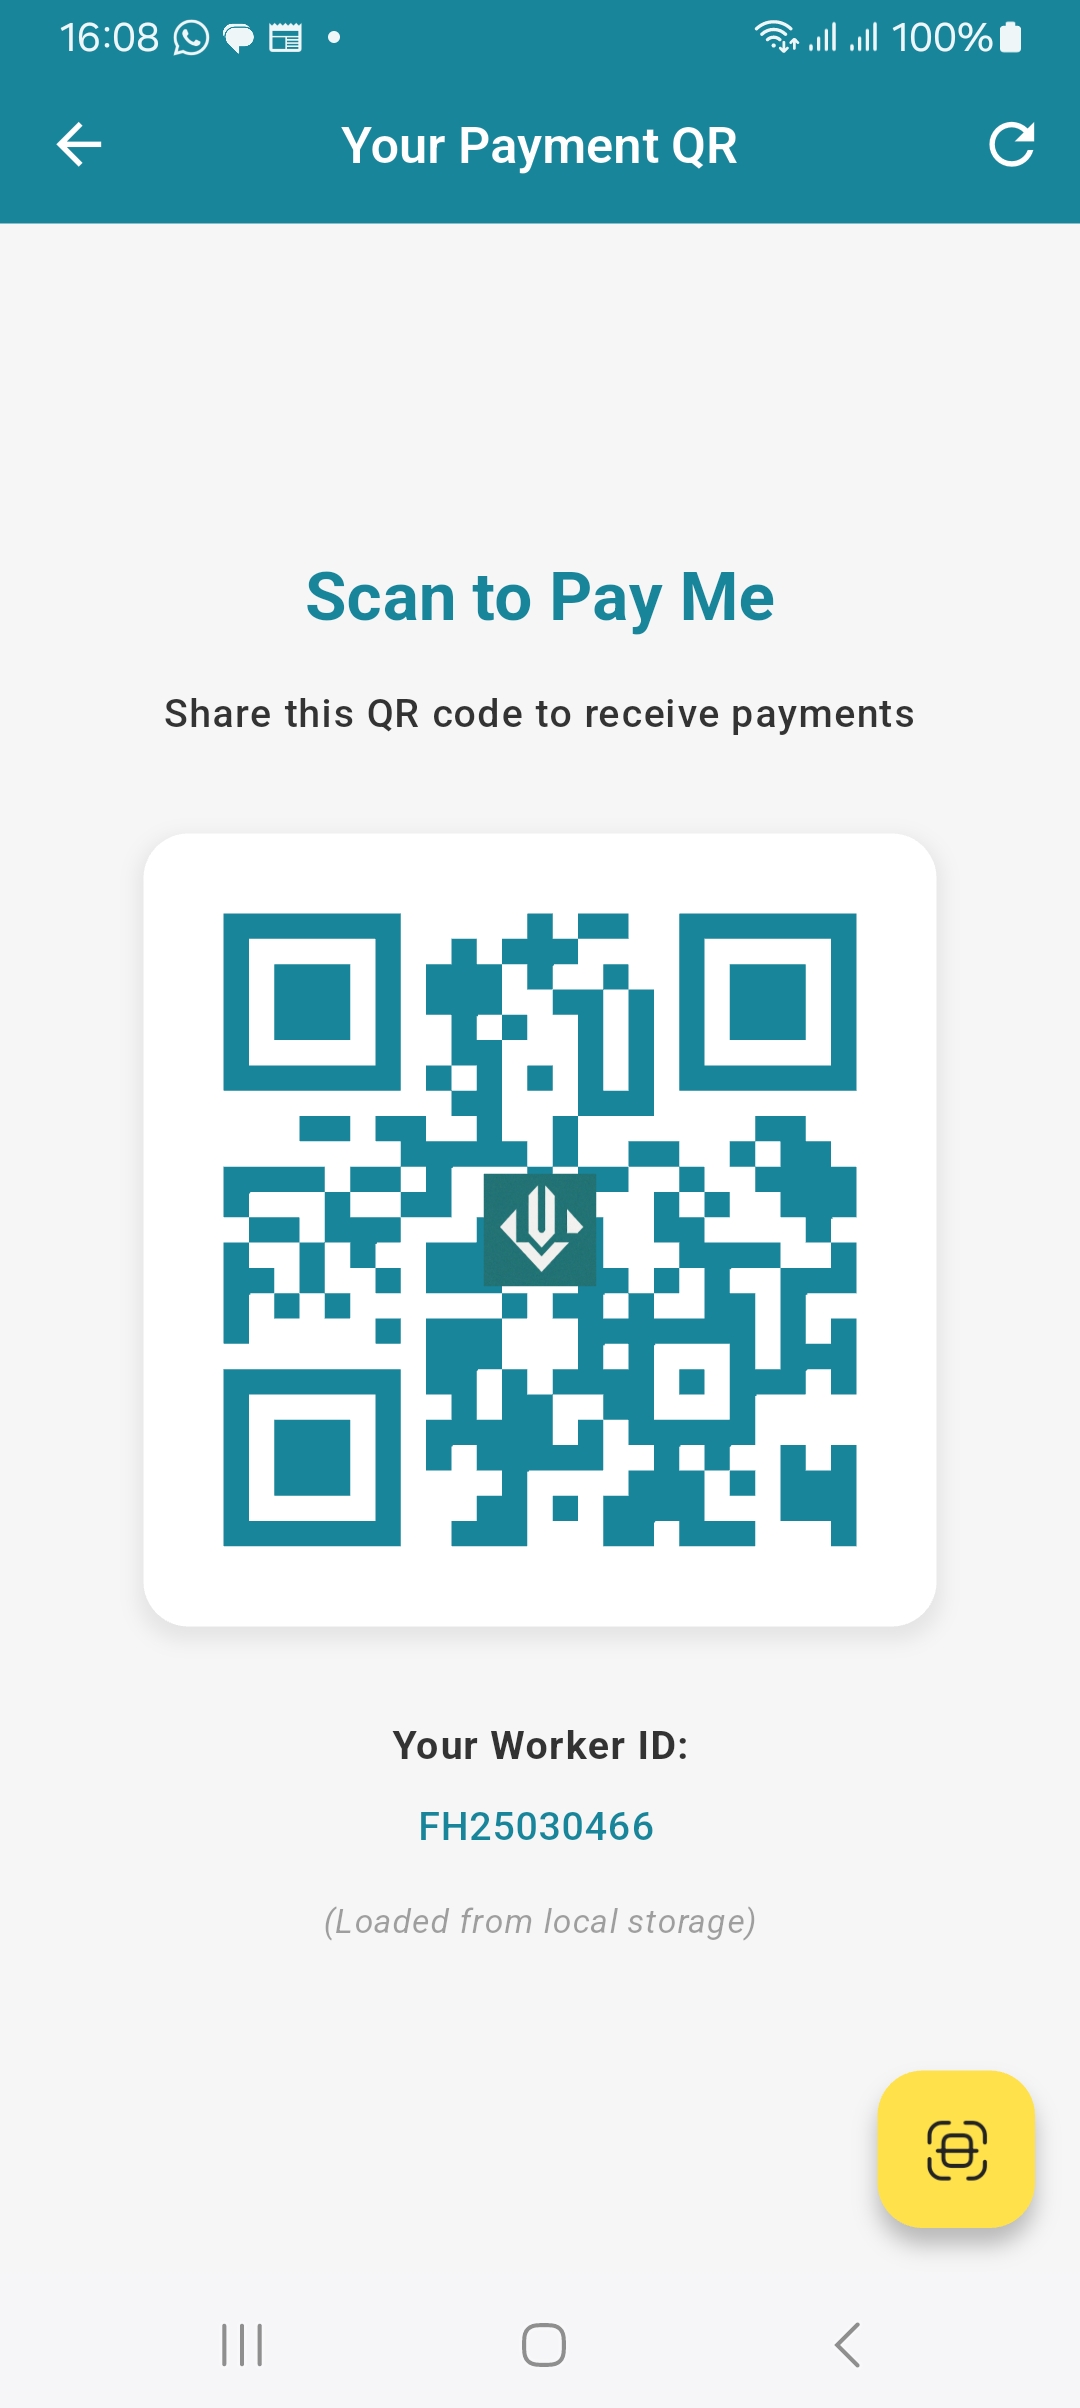 16:08
100%
Your Payment QR
Scan to Pay Me
Share this QR code to receive payments
Your Worker ID:
FH25030466
(Loaded from local storage)